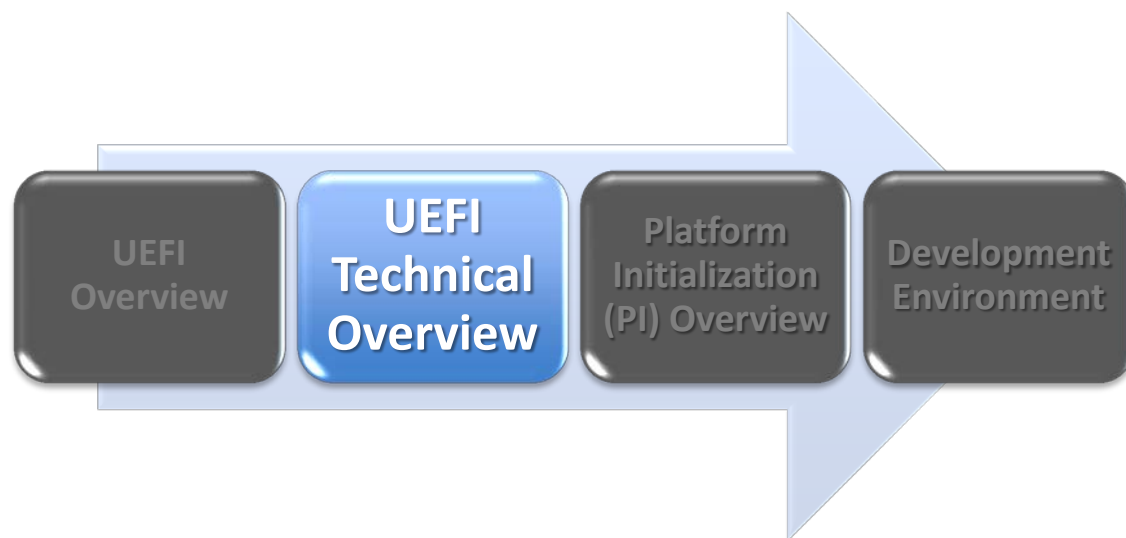 UEFI
Overview
UEFI
Technical
Overview
Platform
Initialization
(PI) Overview
Development
Environment